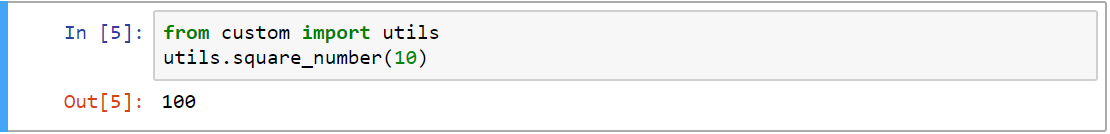 In [5]: from custom import utils
utils.square_number(10)
Out[5]: 100